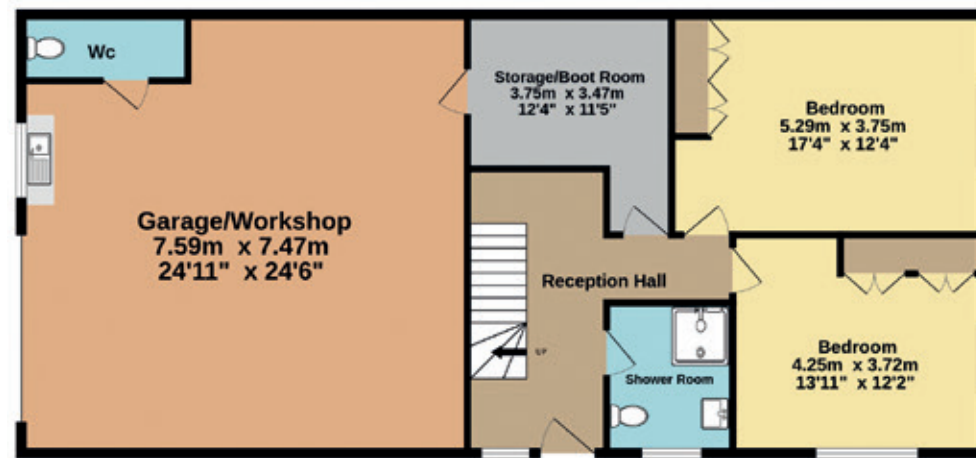 Wc
Storage/Boot Room
3.75m x 3.47m
12'4" x 11'5"
Bedroom
5.29m x 3.75m
17'4" x 12'4"
Garage/Workshop
7.59m x 7.47m
24'11" x 24'6"
Reception Hall
UP
Shower Room
Bedroom
4.25m x 3.72m
13'11" x 12'2"